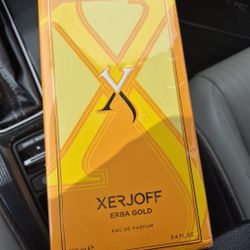 X
XERJOFF
ERBA GOLD
EAU DE PARFUM
3.4 FL.OZ